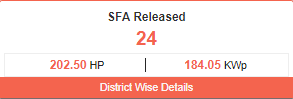 SFA Released
24
202.50 HP | 184.05 KWp
District Wise Details